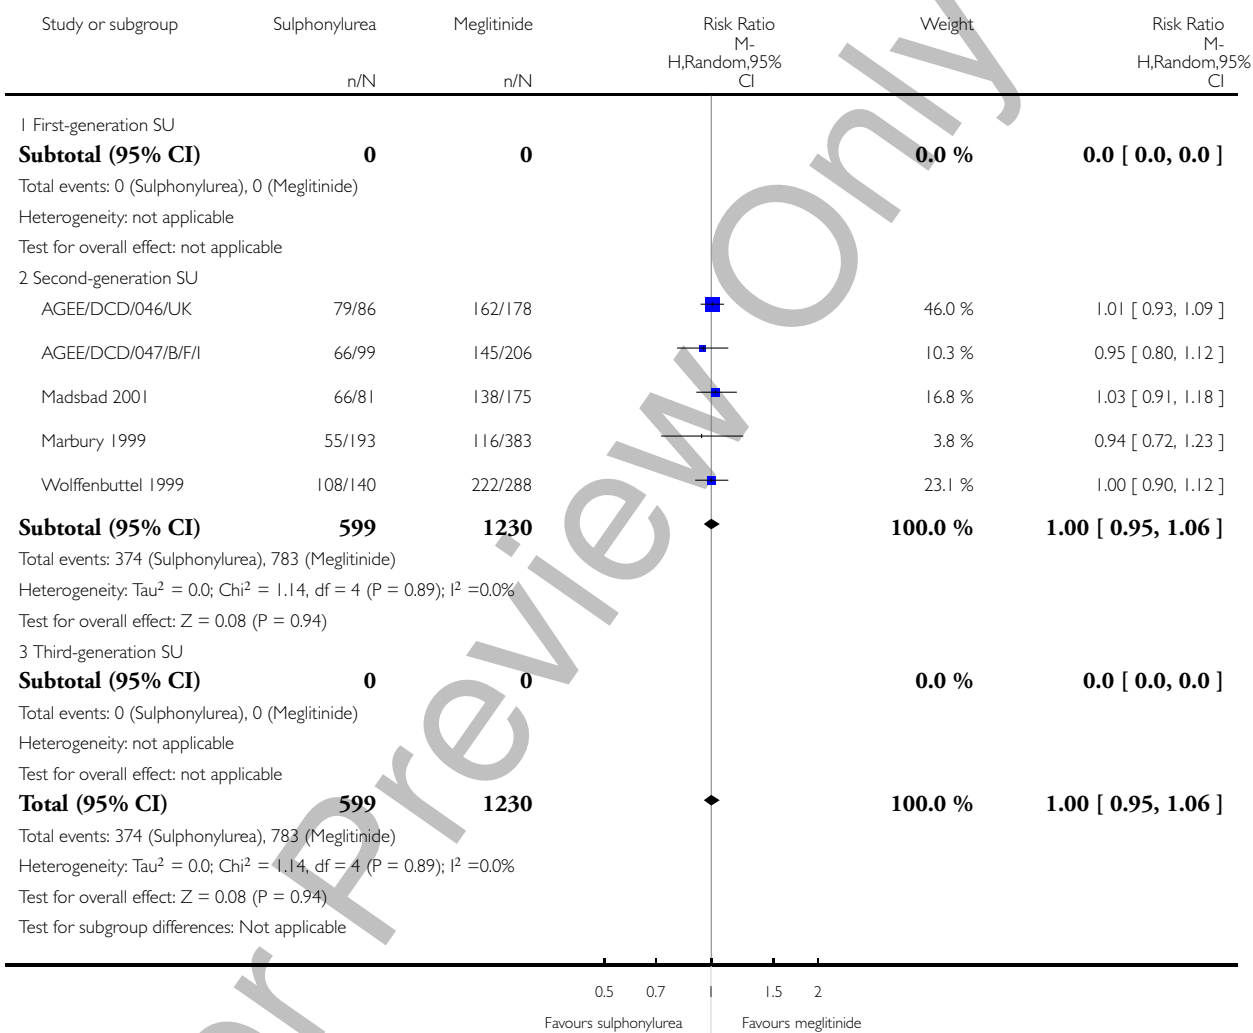 Study or subgroup Sulphonylurea Meglitinide Risk Ratio Weight Risk Ratio
M- M-
H,Random,95% H,Random,95%
n/N n/N CI CI
1 First-generation SU
Subtotal (95% CI) 0 0 0.0 % 0.0 [ 0.0, 0.0 ]
Total events: 0 (Sulphonylurea), 0 (Meglitinide)
Heterogeneity: not applicable
Test for overall effect: not applicable
2 Second-generation SU
AGEE/DCD/046/UK 79/86 162/178 46.0 % 1.01 [ 0.93, 1.09 ]
AGEE/DCD/047/B/F/I 66/99 145/206 10.3 % 0.95 [ 0.80, 1.12 ]
Madsbad 2001 66/81 138/175 16.8 % 1.03 [ 0.91, 1.18 ]
Marbury 1999 55/193 116/383 3.8 % 0.94 [ 0.72, 1.23 ]
Wolffenbuttel 1999 108/140 222/288 23.1 % 1.00 [ 0.90, 1.12 ]
Subtotal (95% CI) 599 1230 100.0 % 1.00 [ 0.95, 1.06 ]
Total events: 374 (Sulphonylurea), 783 (Meglitinide)
Heterogeneity: Tau² = 0.0; Chi² = 1.14, df = 4 (P = 0.89); I² =0.0%
Test for overall effect: Z = 0.08 (P = 0.94)
3 Third-generation SU
Subtotal (95% CI) 0 0 0.0 % 0.0 [ 0.0, 0.0 ]
Total events: 0 (Sulphonylurea), 0 (Meglitinide)
Heterogeneity: not applicable
Test for overall effect: not applicable
Total (95% CI) 599 1230 100.0 % 1.00 [ 0.95, 1.06 ]
Total events: 374 (Sulphonylurea), 783 (Meglitinide)
Heterogeneity: Tau² = 0.0; Chi² = 1.14, df = 4 (P = 0.89); I² =0.0%
Test for overall effect: Z = 0.08 (P = 0.94)
Test for subgroup differences: Not applicable
0.5 0.7 1 1.5 2
Favours sulphonylurea Favours meglitinide
r Preview Only